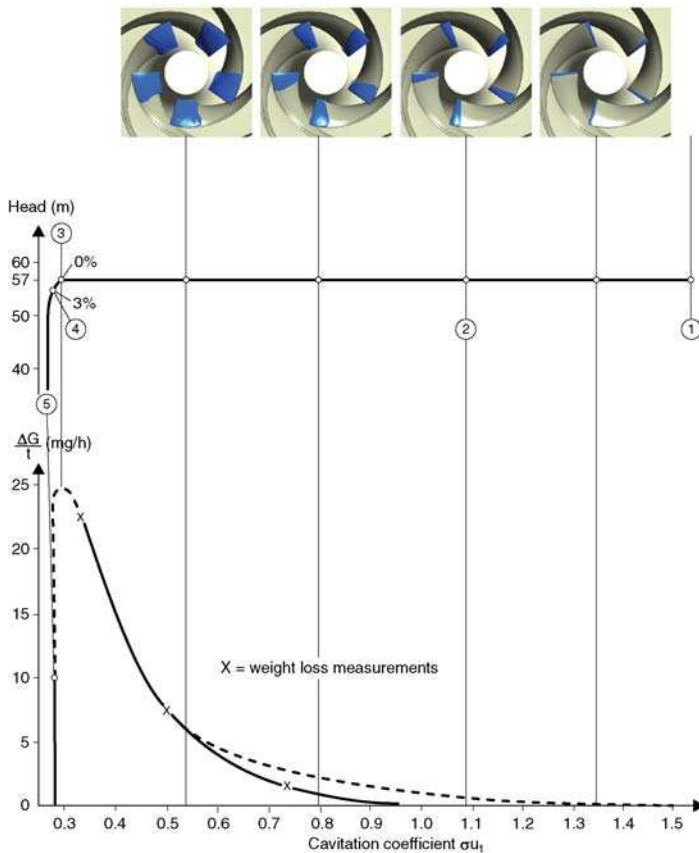 Head (m)
3
0%
60
57
3%
50
4
2
1
40
5
ΔG
t
(mg/h)
25
20
15
X
X = weight loss measurements
10
X
5
X
0
0.3 0.4 0.5 0.6 0.7 0.8 0.9 1.0 1.1 1.2 1.3 1.4 1.5
Cavitation coefficient σu₁